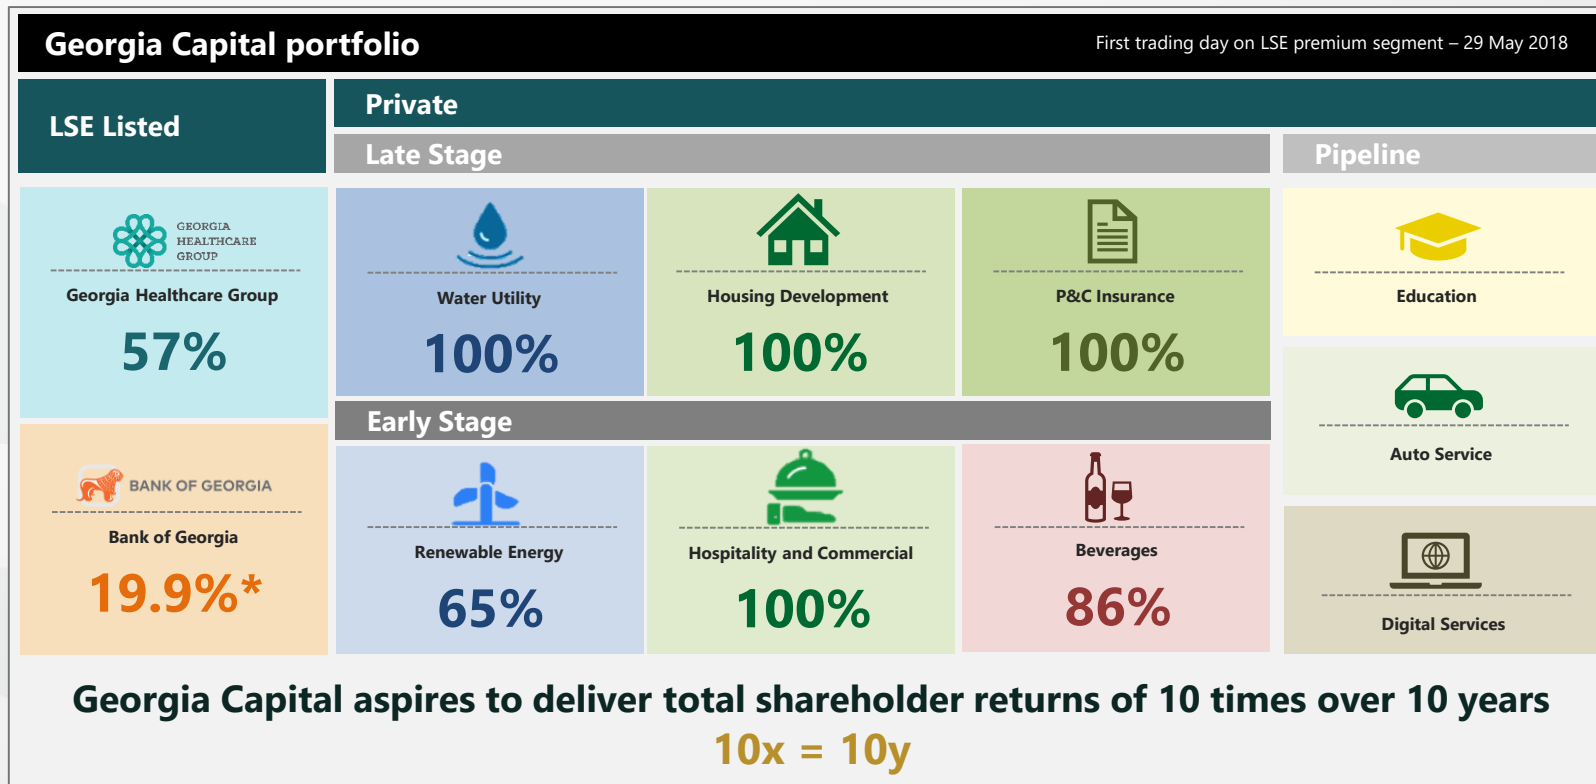 Georgia Capital portfolio
First trading day on LSE premium segment – 29 May 2018
LSE Listed
Private
Late Stage
Pipeline
GEORGIA
HEALTHCARE
GROUP
Georgia Healthcare Group
57%
Water Utility
100%
Housing Development
100%
P&C Insurance
100%
Education
Auto Service
Early Stage
BANK OF GEORGIA
Bank of Georgia
19.9%*
Renewable Energy
65%
Hospitality and Commercial
100%
Beverages
86%
Digital Services
Georgia Capital aspires to deliver total shareholder returns of 10 times over 10 years
10x = 10y